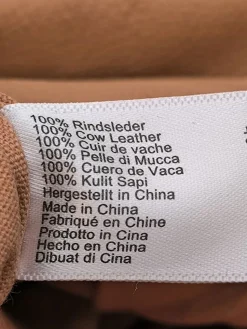 100% Rindsleder
100% Cow Leather
100% Cuir de vache
100% Pelle di Mucca
100% Cuero de Vaca
100% Kulit Sapi
Hergestellt in China
Made in China
Fabriqué en China
Prodotto in Cina
Hecho en China
Dibuat di Cina